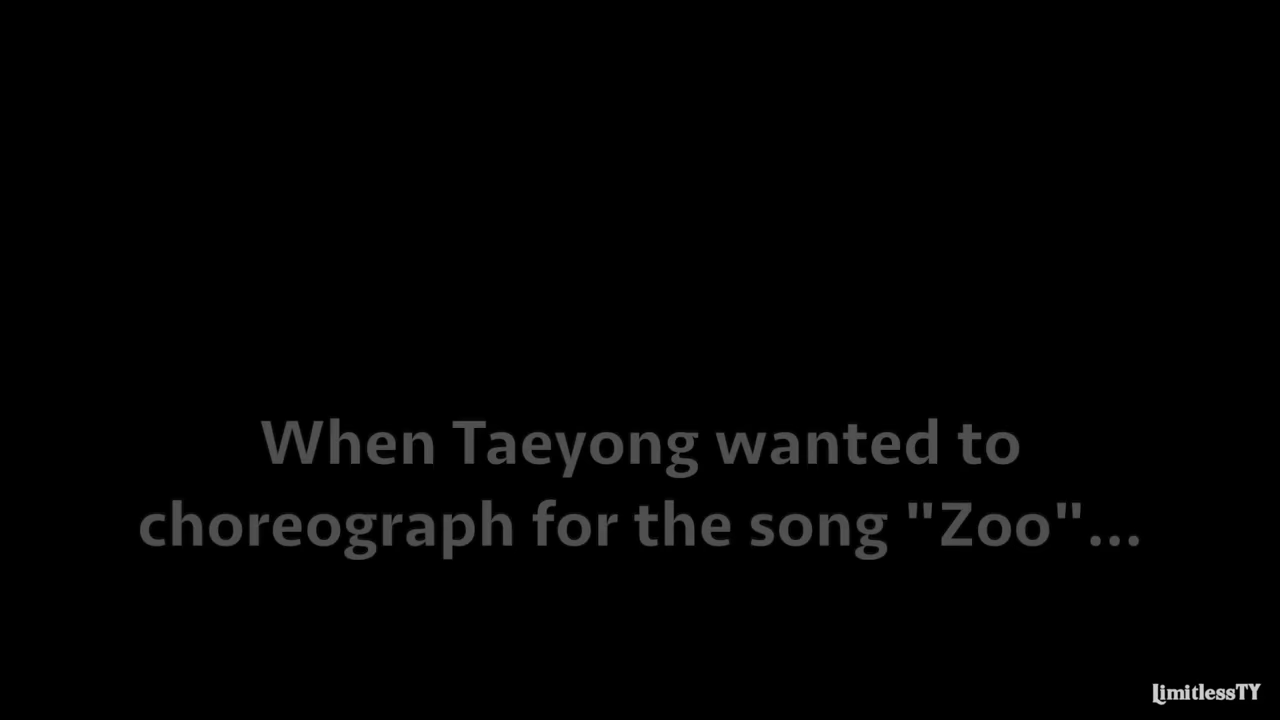 When Taeyong wanted to
choreograph for the song "Zoo"...
LimitlessTY